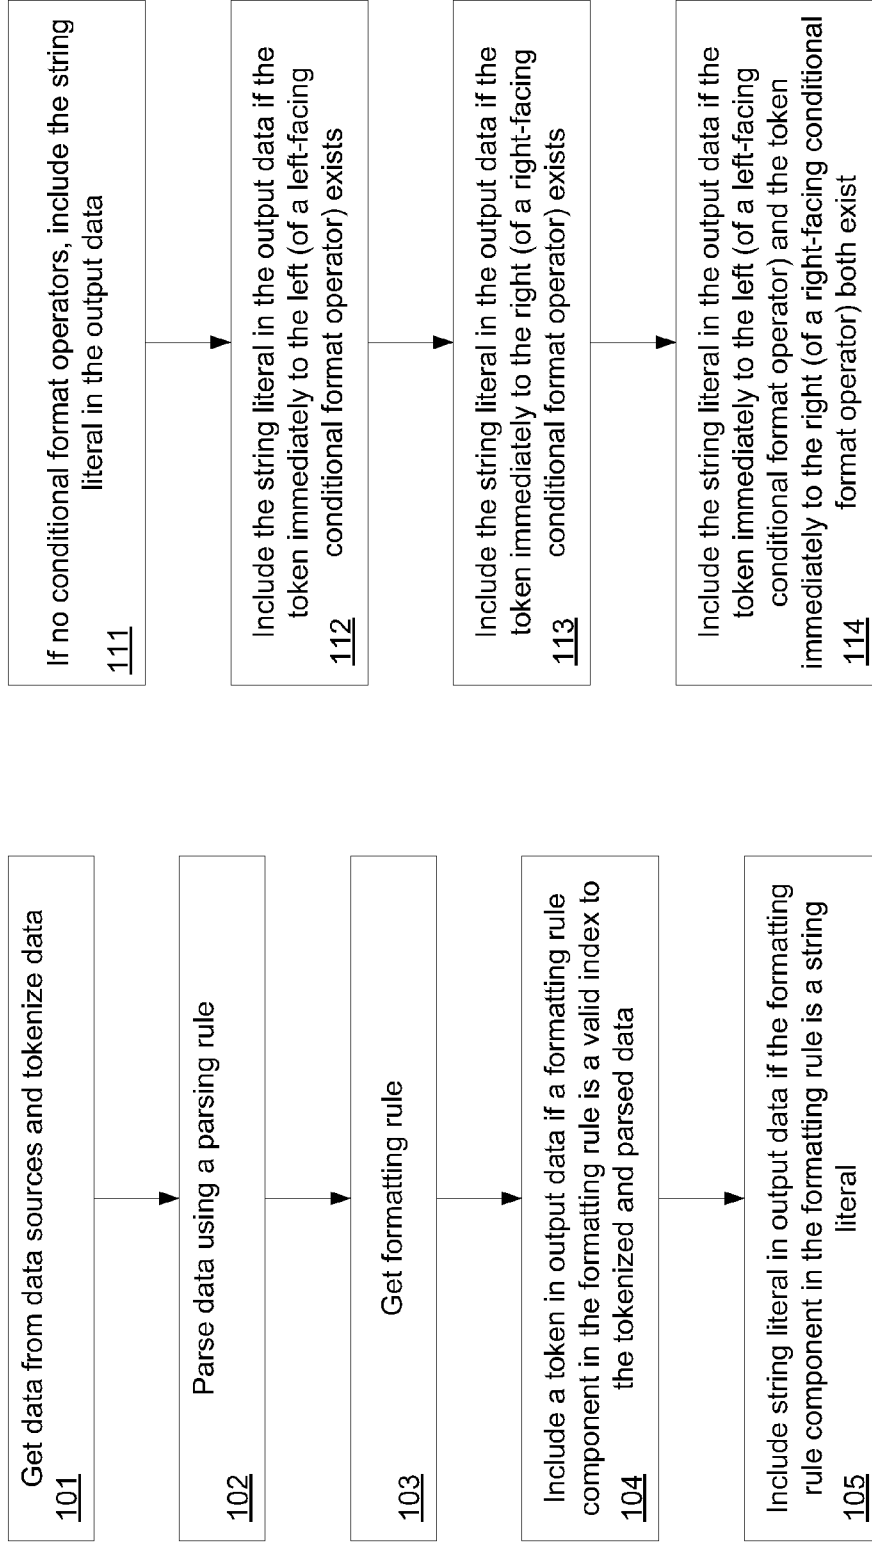 Get data from data sources and tokenize data
101
Parse data using a parsing rule
102
Get formatting rule
103
Include a token in output data if a formatting rule
component in the formatting rule is a valid index to
the tokenized and parsed data
104
Include string literal in output data if the formatting
rule component in the formatting rule is a string
literal
105
If no conditional format operators, include the string
literal in the output data
111
Include the string literal in the output data if the
token immediately to the left (of a left-facing
conditional format operator) exists
112
Include the string literal in the output data if the
token immediately to the right (of a right-facing
conditional format operator) exists
113
Include the string literal in the output data if the
token immediately to the left (of a left-facing
conditional format operator) and the token
immediately to the right (of a right-facing conditional
format operator) both exist
114